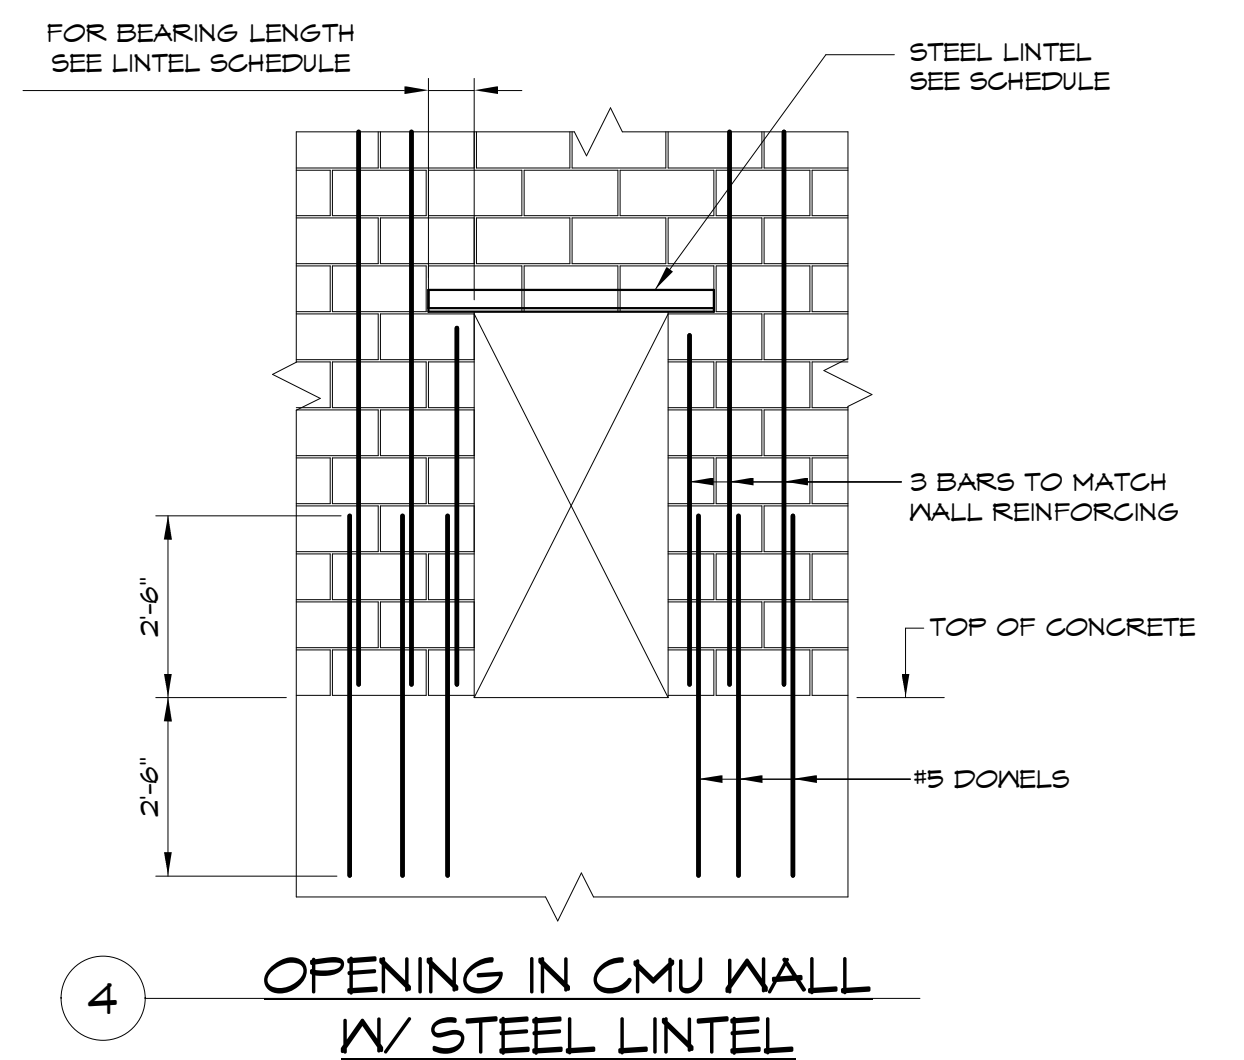 FOR BEARING LENGTH
SEE LINTEL SCHEDULE
STEEL LINTEL
SEE SCHEDULE
3 BARS TO MATCH
WALL REINFORCING
2'-6"
TOP OF CONCRETE
2'-6"
#5 DOWELS
4
OPENING IN CMU WALL
W/ STEEL LINTEL